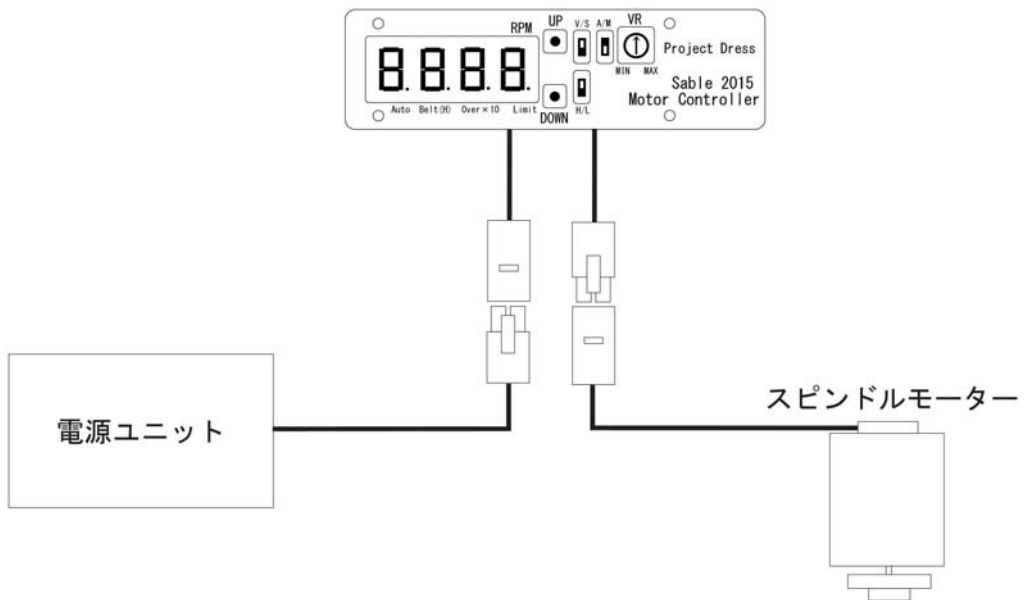 RPM
UP
V/S
A/M
VR
8.8.8.8.
Project Dress
MIN MAX
Sable 2015
Motor Controller
Auto Belt(H) Over×10 Limit
DOWN
H/L
スピンドルモーター
電源ユニット